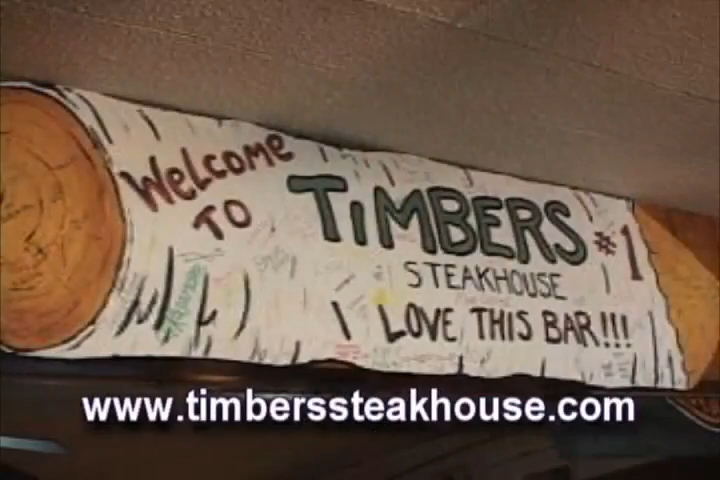 WELCOME
TO TIMBERS #1
STEAKHOUSE
I LOVE THIS BAR!!!
www.timberssteakhouse.com